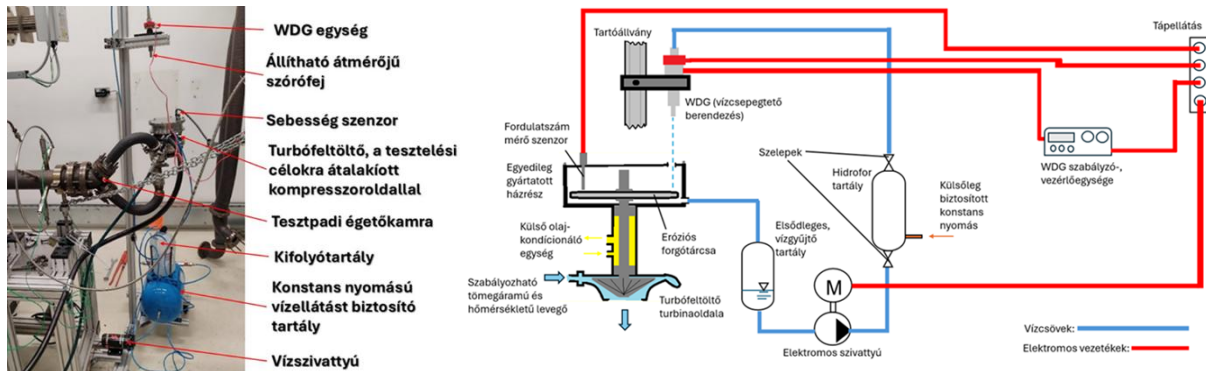 WDG egység
Állítható átmérőjű
szórófej
Sebesség szenzor
Turbófeltöltő, a tesztelési
célokra átalakított
kompresszoroldallal
Tesztpadi égetőkamra
Kifolyótartály
Konstans nyomású
vízellátást biztosító
tartály
Vízszivattyú
Tartóállvány
Tápellátás
WDG (vízcsepegtető
berendezés)
Fordulatszám
mérő szenzor
Egyedileg
gyártatott
házrész
Szelepek
Hidrofor
tartály
WDG szabályzó-,
vezérlőegysége
Külsőleg
biztosított
konstans
nyomás
Külső olaj-
kondícionáló
egység
Eróziós
forgótárcsa
Elsődleges,
vízgyűjtő
tartály
Szabályozható
tömegáramú és
hőmérsékletű levegő
Turbófeltöltő
turbinaoldala
M
Elektromos szivattyú
Vízcsövek:
Elektromos vezetékek: